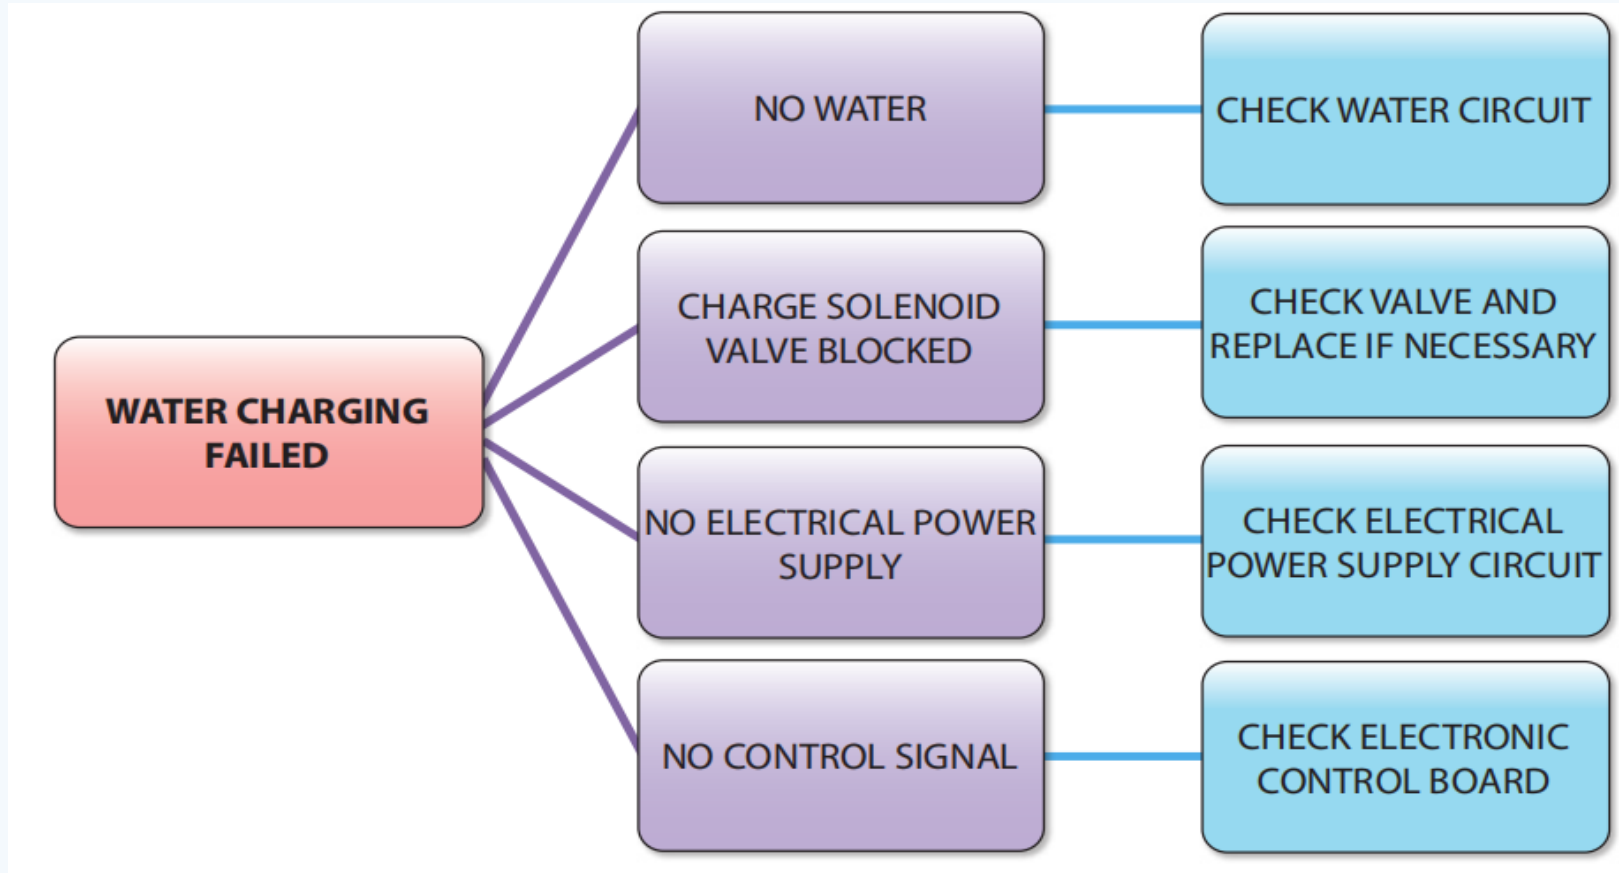 NO WATER
CHECK WATER CIRCUIT
CHARGE SOLENOID
VALVE BLOCKED
CHECK VALVE AND
REPLACE IF NECESSARY
WATER CHARGING
FAILED
NO ELECTRICAL POWER
SUPPLY
CHECK ELECTRICAL
POWER SUPPLY CIRCUIT
NO CONTROL SIGNAL
CHECK ELECTRONIC
CONTROL BOARD